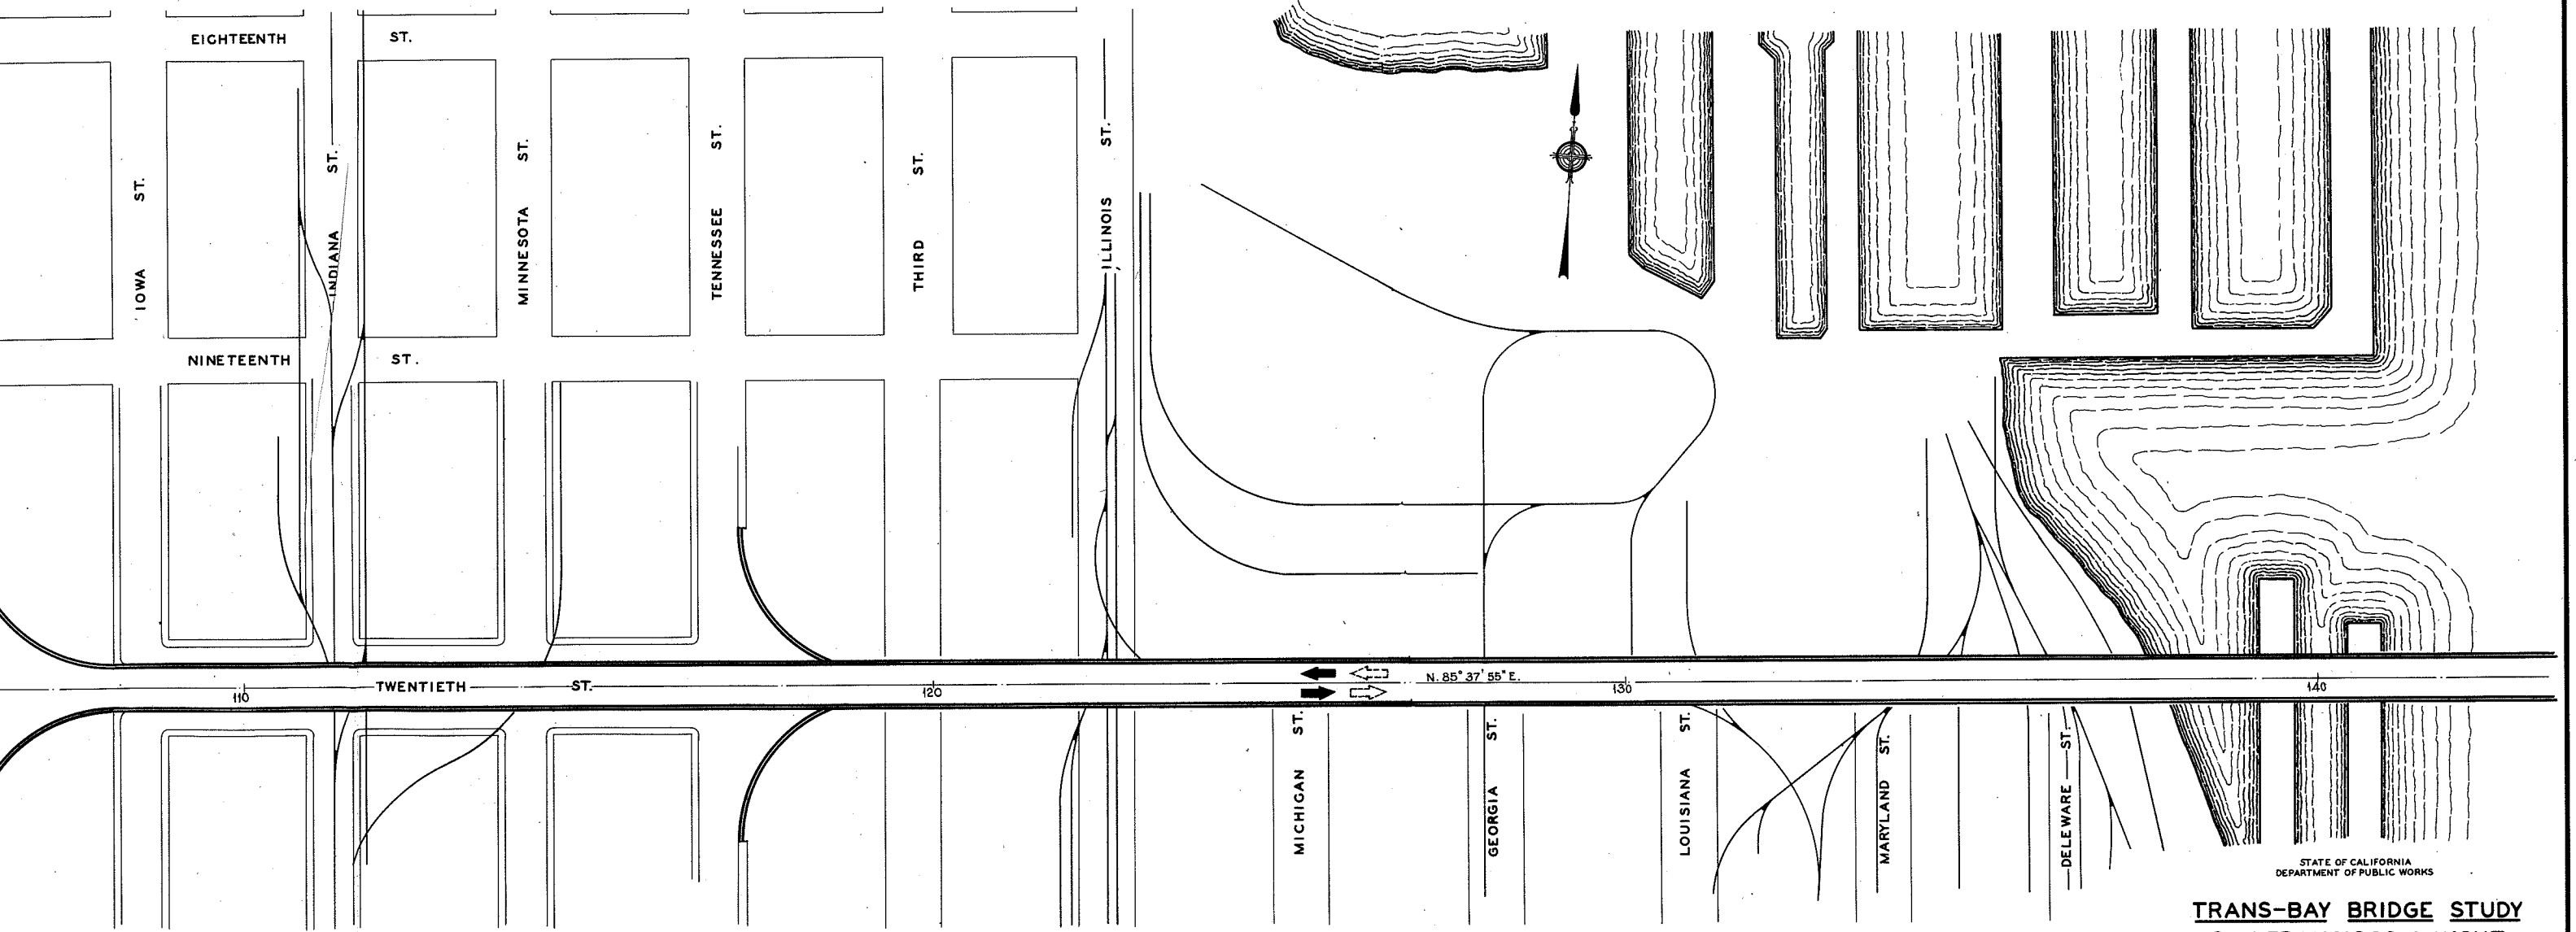 EIGHTEENTH ST.
IOWA ST.
INDIANA ST.
MINNESOTA ST.
TENNESSEE ST.
THIRD ST.
ILLINOIS ST.
NINETEENTH ST.
TWENTIETH ST.
110
120
N. 85° 37' 55" E.
130
140
MICHIGAN ST.
GEORGIA ST.
LOUISIANA ST.
MARYLAND ST.
DELEWARE ST.
STATE OF CALIFORNIA
DEPARTMENT OF PUBLIC WORKS
TRANS-BAY BRIDGE STUDY